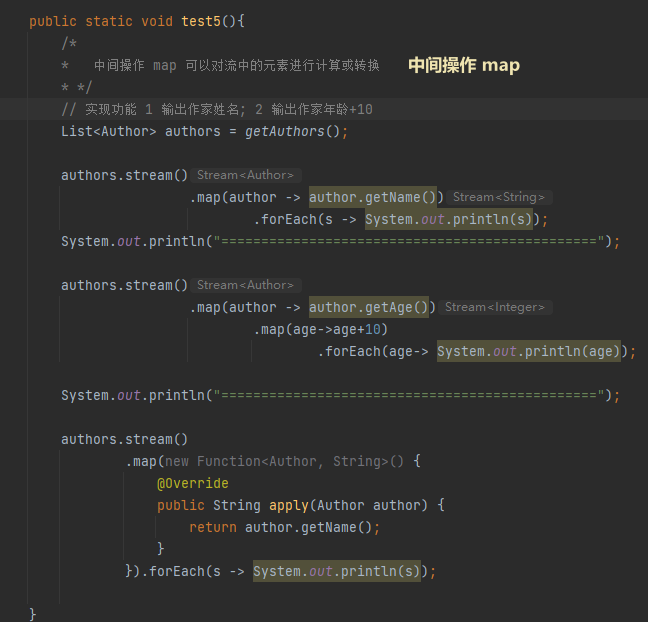 public static void test5(){
/*
* 中间操作 map 可以对流中的元素进行计算或转换 中间操作 map
* */
// 实现功能 1 输出作家姓名; 2 输出作家年龄+10
List<Author> authors = getAuthors();
authors.stream() Stream<Author>
.map(author -> author.getName()) Stream<String>
.forEach(s -> System.out.println(s));
System.out.println("===============================================");
authors.stream() Stream<Author>
.map(author -> author.getAge()) Stream<Integer>
.map(age->age+10)
.forEach(age-> System.out.println(age));
System.out.println("===============================================");
authors.stream()
.map(new Function<Author, String>() {
@Override
public String apply(Author author) {
return author.getName();
}
}).forEach(s -> System.out.println(s));
}